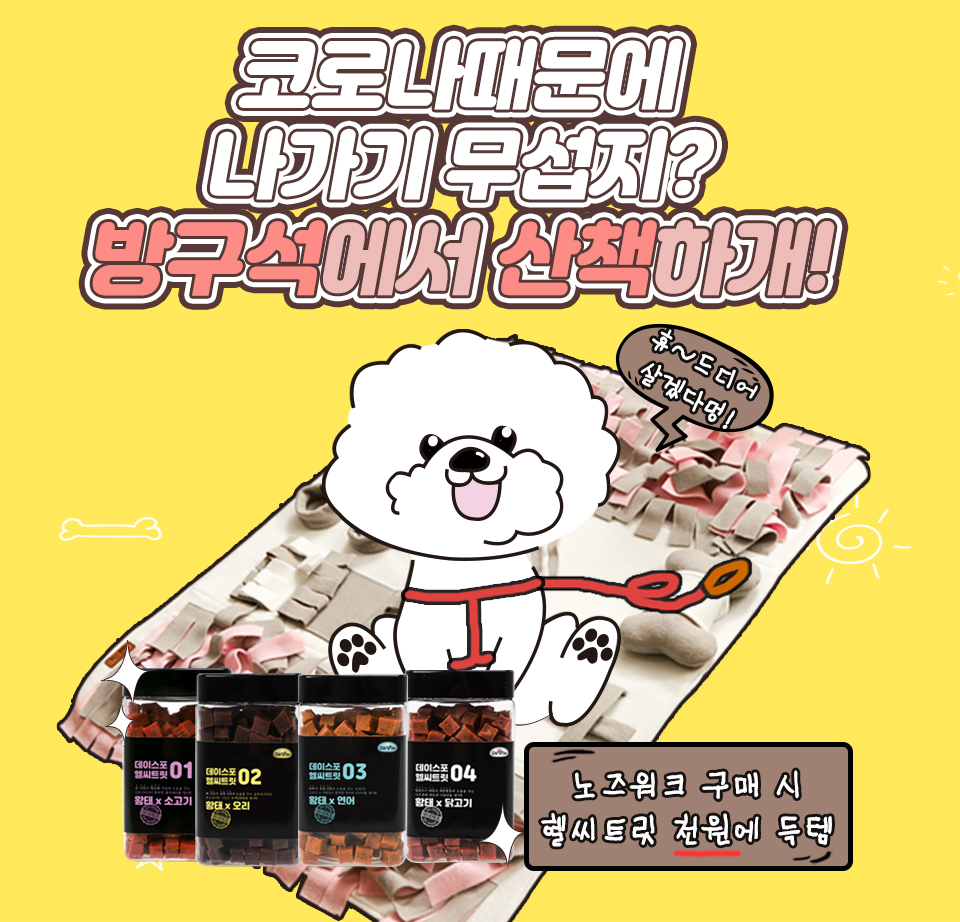 코로나때문에
나가기 무섭지?
방구석에서 산책하개!
휴~드디어
살겠다멍!
데이스포
헬씨트릿 01
황태 x 소고기
데이스포
헬씨트릿 02
황태 x 오리
데이스포
헬씨트릿 03
황태 x 연어
데이스포
헬씨트릿 04
황태 x 닭고기
노즈워크 구매 시
헬씨트릿 천원에 득템